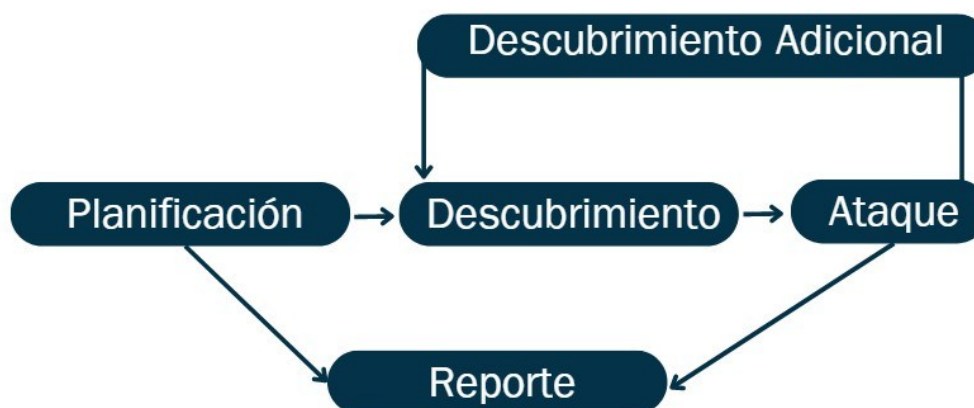 Descubrimiento Adicional
Planificación
Descubrimiento
Ataque
Reporte